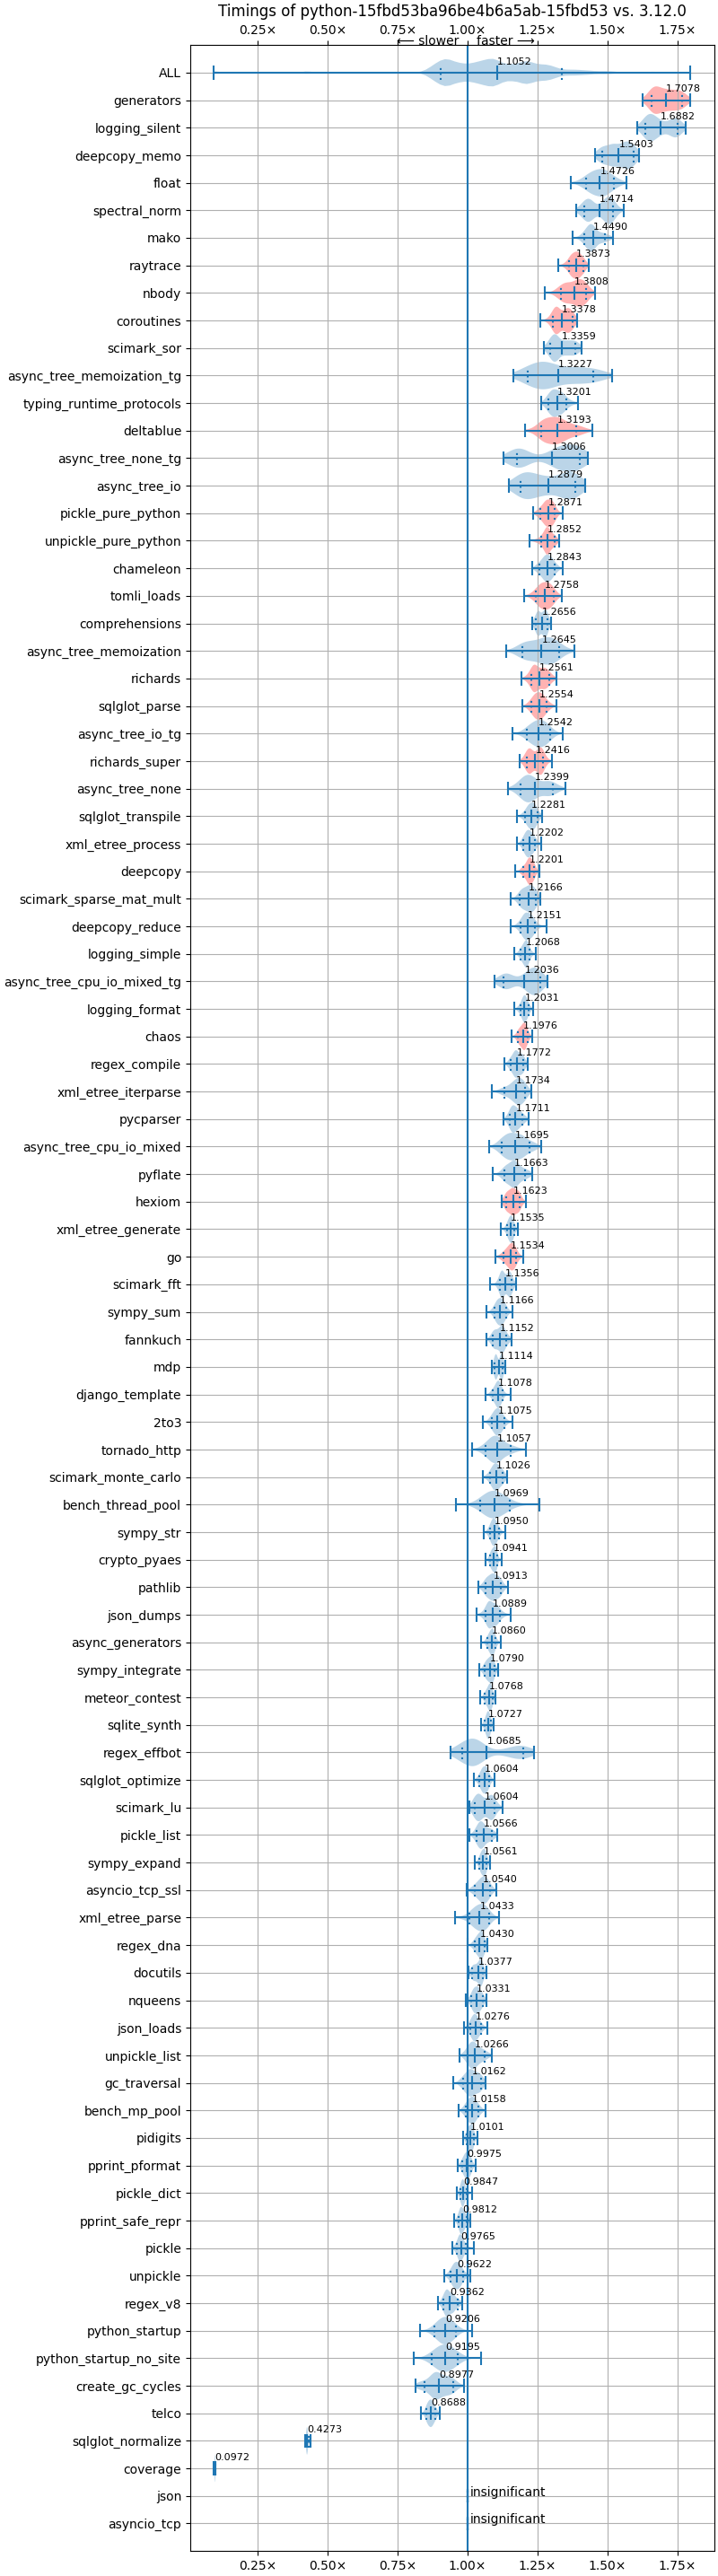 Timings of python-15fbd53ba96be4b6a5ab-15fbd53 vs. 3.12.0
0.25× 0.50× 0.75× 1.00× 1.25× 1.50× 1.75×
⟵ slower faster ⟶
ALL 1.1052
generators 1.7078
logging_silent 1.6882
deepcopy_memo 1.5403
float 1.4726
spectral_norm 1.4714
mako 1.4490
raytrace 1.3873
nbody 1.3808
coroutines 1.3378
scimark_sor 1.3359
async_tree_memoization_tg 1.3227
typing_runtime_protocols 1.3201
deltablue 1.3193
async_tree_none_tg 1.3006
async_tree_io 1.2879
pickle_pure_python 1.2871
unpickle_pure_python 1.2852
chameleon 1.2843
tomli_loads 1.2758
comprehensions 1.2656
async_tree_memoization 1.2645
richards 1.2561
sqlglot_parse 1.2554
async_tree_io_tg 1.2542
richards_super 1.2416
async_tree_none 1.2399
sqlglot_transpile 1.2281
xml_etree_process 1.2202
deepcopy 1.2201
scimark_sparse_mat_mult 1.2166
deepcopy_reduce 1.2151
logging_simple 1.2068
async_tree_cpu_io_mixed_tg 1.2036
logging_format 1.2031
chaos 1.1976
regex_compile 1.1772
xml_etree_iterparse 1.1734
pycparser 1.1711
async_tree_cpu_io_mixed 1.1695
pyflate 1.1663
hexiom 1.1623
xml_etree_generate 1.1535
go 1.1534
scimark_fft 1.1356
sympy_sum 1.1166
fannkuch 1.1152
mdp 1.1114
django_template 1.1078
2to3 1.1075
tornado_http 1.1057
scimark_monte_carlo 1.1026
bench_thread_pool 1.0969
sympy_str 1.0950
crypto_pyaes 1.0941
pathlib 1.0913
json_dumps 1.0889
async_generators 1.0860
sympy_integrate 1.0790
meteor_contest 1.0768
sqlite_synth 1.0727
regex_effbot 1.0685
sqlglot_optimize 1.0604
scimark_lu 1.0604
pickle_list 1.0566
sympy_expand 1.0561
asyncio_tcp_ssl 1.0540
xml_etree_parse 1.0433
regex_dna 1.0430
docutils 1.0377
nqueens 1.0331
json_loads 1.0276
unpickle_list 1.0266
gc_traversal 1.0162
bench_mp_pool 1.0158
pidigits 1.0101
pprint_pformat 0.9975
pickle_dict 0.9847
pprint_safe_repr 0.9812
pickle 0.9765
unpickle 0.9622
regex_v8 0.9362
python_startup 0.9206
python_startup_no_site 0.9195
create_gc_cycles 0.8977
telco 0.8688
sqlglot_normalize 0.4273
coverage 0.0972
json insignificant
asyncio_tcp insignificant
0.25× 0.50× 0.75× 1.00× 1.25× 1.50× 1.75×